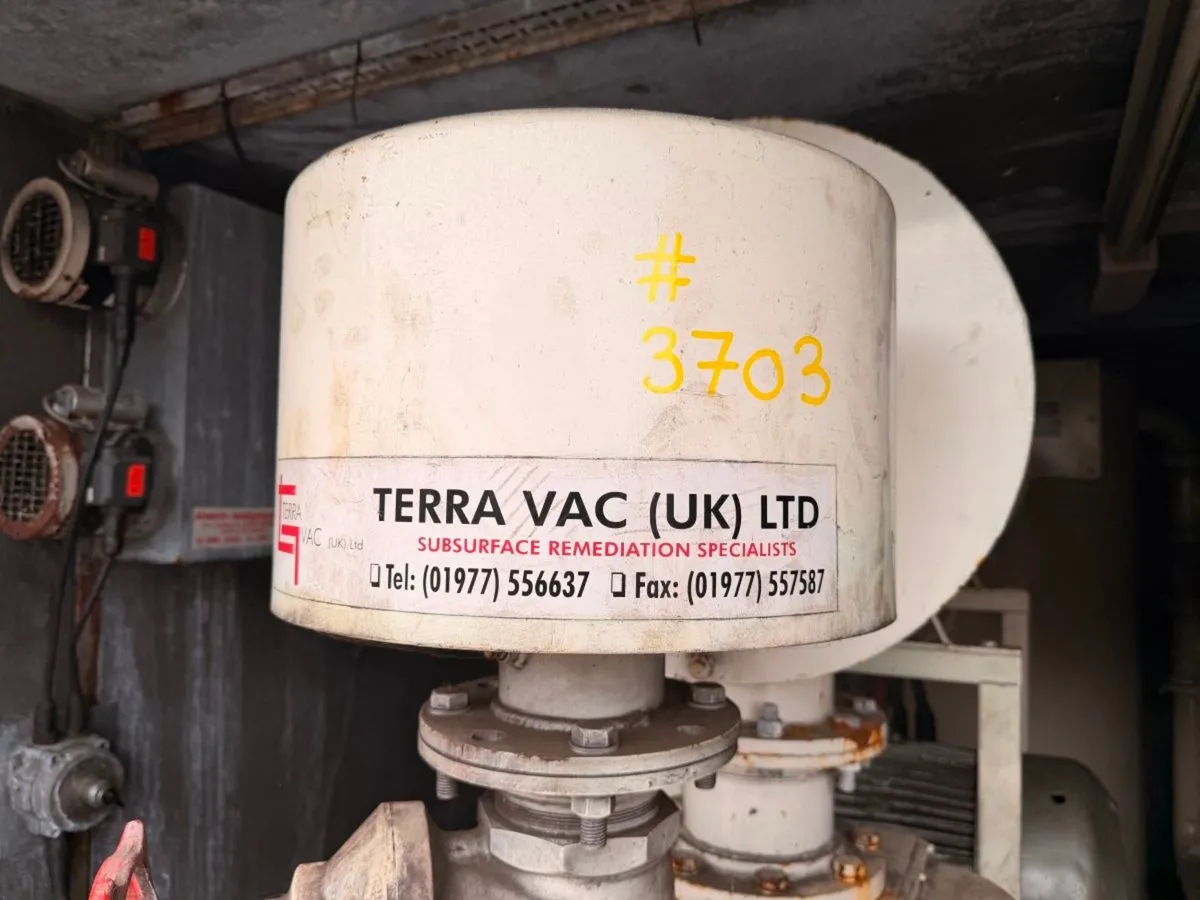 #
3703
TERRA
VAC (UK) Ltd
TERRA VAC (UK) LTD
SUBSURFACE REMEDIATION SPECIALISTS
Tel: (01977) 556637 Fax: (01977) 557587